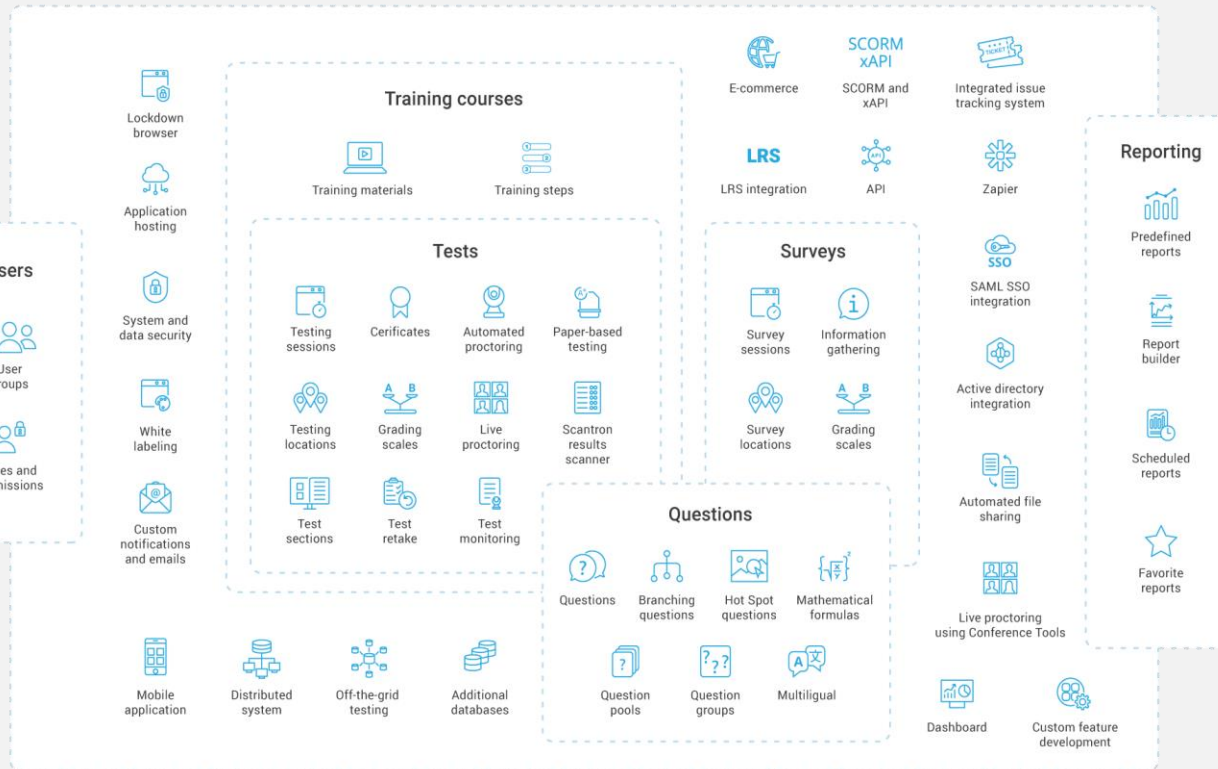 Lockdown
browser
Application
hosting
System and
data security
White
labeling
Custom
notifications
and emails
Training courses
Training materials
Training steps
Tests
Testing
sessions
Cerificates
Automated
proctoring
A+
Paper-based
testing
Testing
locations
A B
Grading
scales
Live
proctoring
Scantron
results
scanner
Test
sections
Test
retake
Test
monitoring
E-commerce
SCORM
xAPI
SCORM and
xAPI
TICKET
Integrated issue
tracking system
LRS
LRS integration
API
API
Zapier
Surveys
Survey
sessions
Information
gathering
Survey
locations
A B
Grading
scales
SSO
SAML SSO
integration
Active directory
integration
Automated file
sharing
Live proctoring
using Conference Tools
Questions
Questions
Branching
questions
Hot Spot
questions
Mathematical
formulas
Question
pools
Question
groups
A 文
Multiligual
Mobile
application
Distributed
system
Off-the-grid
testing
Additional
databases
Dashboard
Custom feature
development
Reporting
Predefined
reports
Report
builder
Scheduled
reports
Favorite
reports